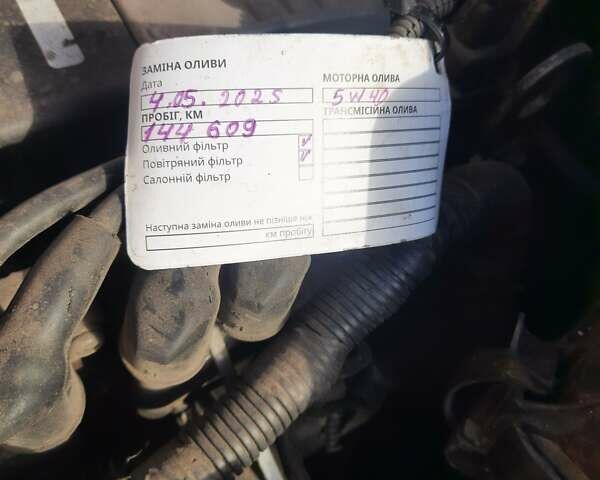 ЗАМІНА ОЛИВИ
Дата
4.05.2025
ПРОБІГ, КМ
144 609
Оливний фільтр
Повітряний фільтр
Салонній фільтр
Наступна заміна оливи не пізніше ніж
км пробігу
МОТОРНА ОЛИВА
5W40
ТРАНСМІСІЙНА ОЛИВА